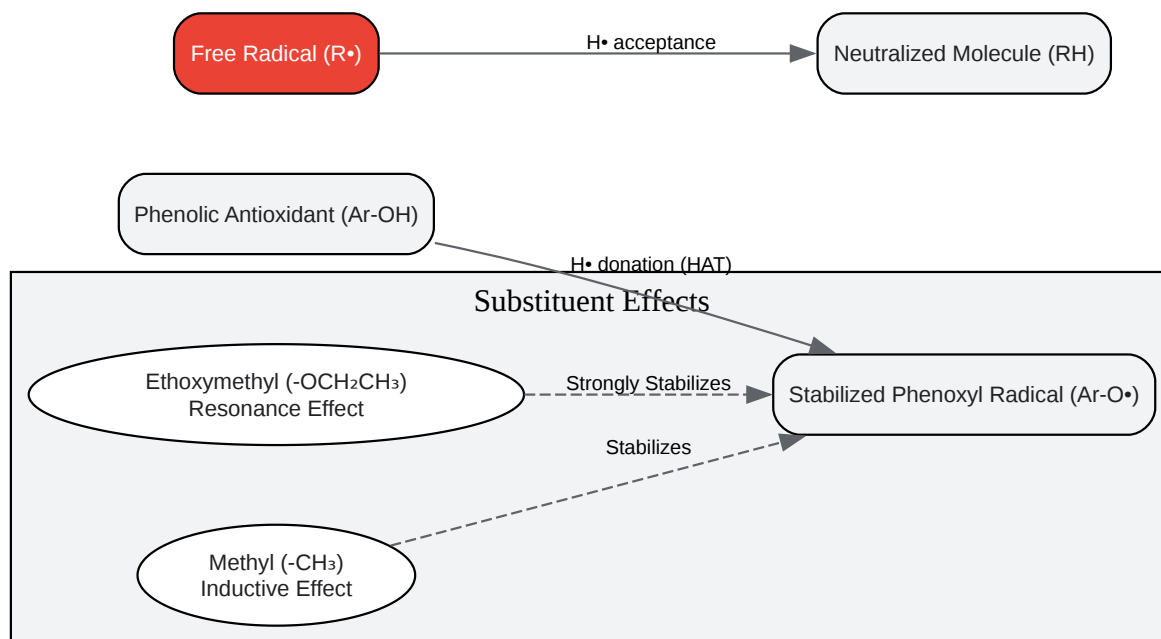 Free Radical (R•)
H• acceptance
Neutralized Molecule (RH)
Phenolic Antioxidant (Ar-OH)
H• donation (HAT)
Substituent Effects
Ethoxymethyl (-OCH₂CH₃)
Resonance Effect
Strongly Stabilizes
Stabilized Phenoxyl Radical (Ar-O•)
Stabilizes
Methyl (-CH₃)
Inductive Effect